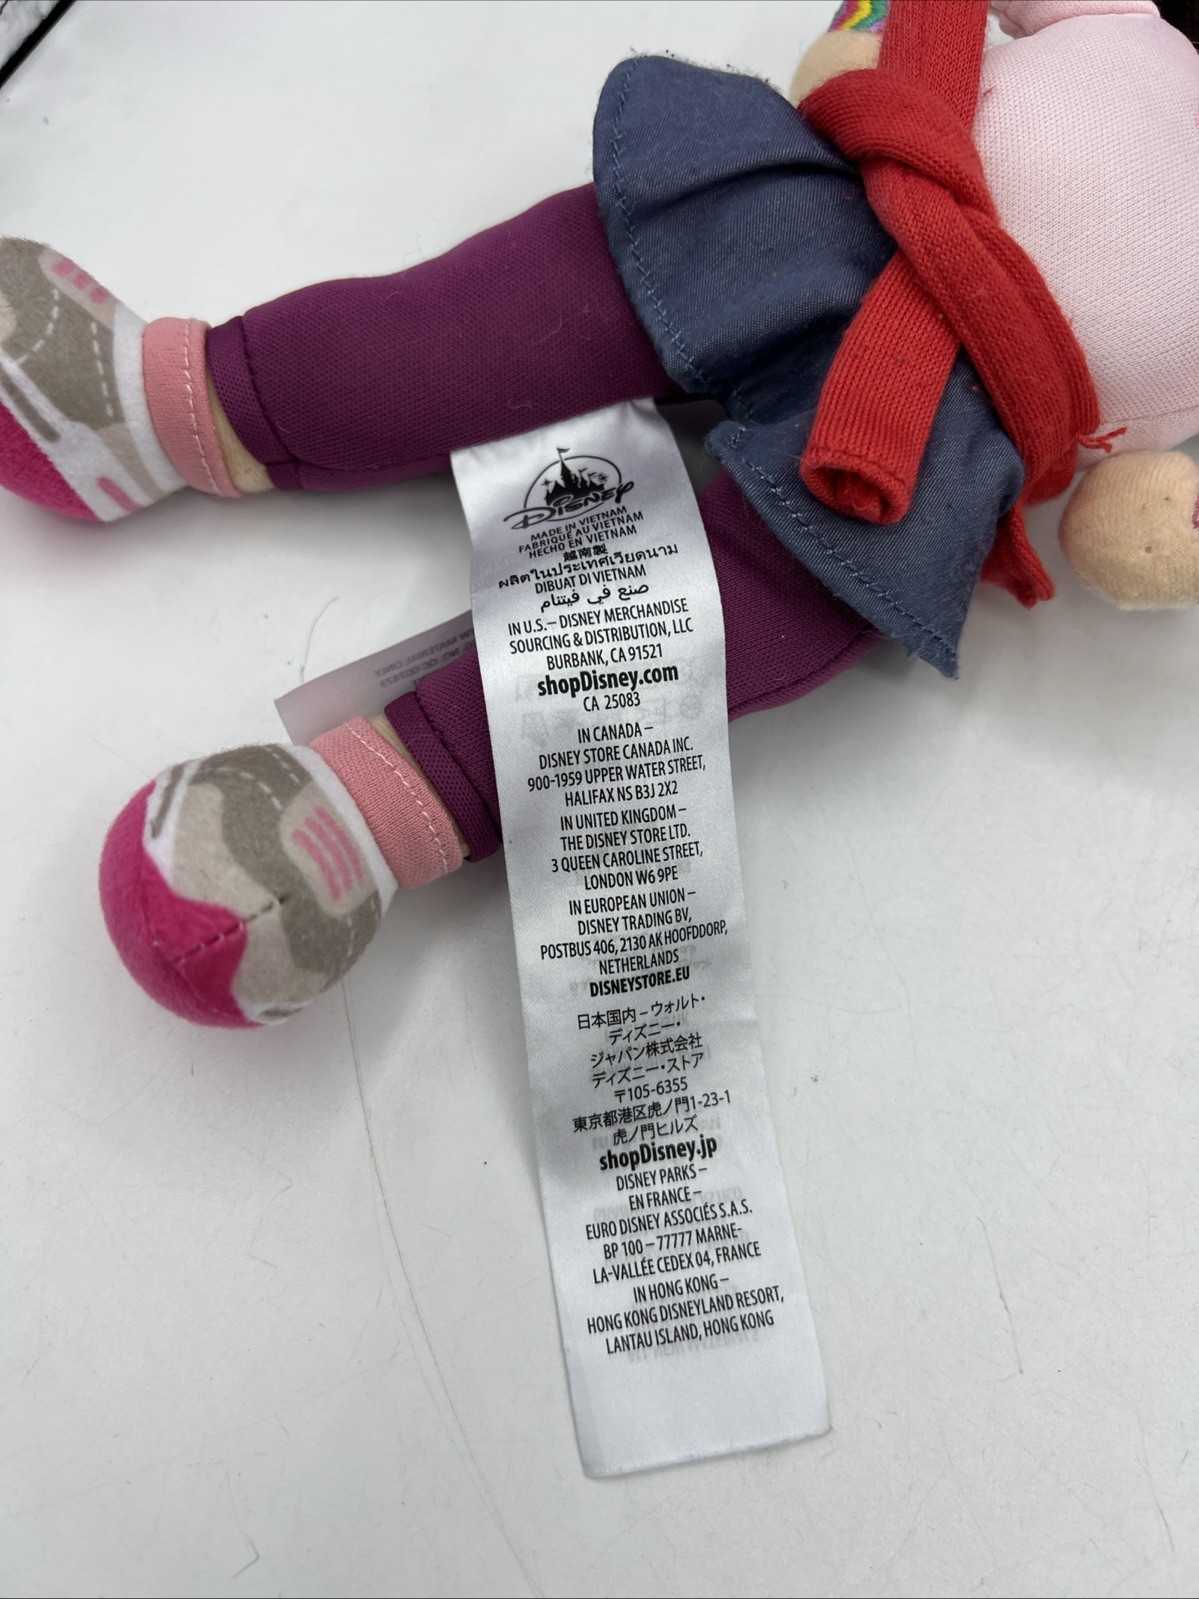 Disney
MADE IN VIETNAM
FABRIQUÉ AU VIETNAM
HECHO EN VIETNAM
越南製
ผลิตในประเทศเวียดนาม
DIBUAT DI VIETNAM
صنع في فيتنام
IN U.S.– DISNEY MERCHANDISE
SOURCING & DISTRIBUTION, LLC
BURBANK, CA 91521
shopDisney.com
CA 25083
IN CANADA –
DISNEY STORE CANADA INC.
900-1959 UPPER WATER STREET,
HALIFAX NS B3J 2X2
IN UNITED KINGDOM –
THE DISNEY STORE LTD.
3 QUEEN CAROLINE STREET,
LONDON W6 9PE
IN EUROPEAN UNION –
DISNEY TRADING BV,
POSTBUS 406, 2130 AK HOOFDDORP,
NETHERLANDS
DISNEYSTORE.EU
日本国内 – ウォルト・
ディズニー・
ジャパン株式会社
ディズニー・ストア
〒105-6355
東京都港区虎ノ門1-23-1
虎ノ門ヒルズ
shopDisney.jp
DISNEY PARKS –
EN FRANCE –
EURO DISNEY ASSOCIÉS S.A.S.
BP 100 – 77777 MARNE-
LA-VALLÉE CEDEX 04, FRANCE
IN HONG KONG –
HONG KONG DISNEYLAND RESORT,
LANTAU ISLAND, HONG KONG
MATERIAL ONLY